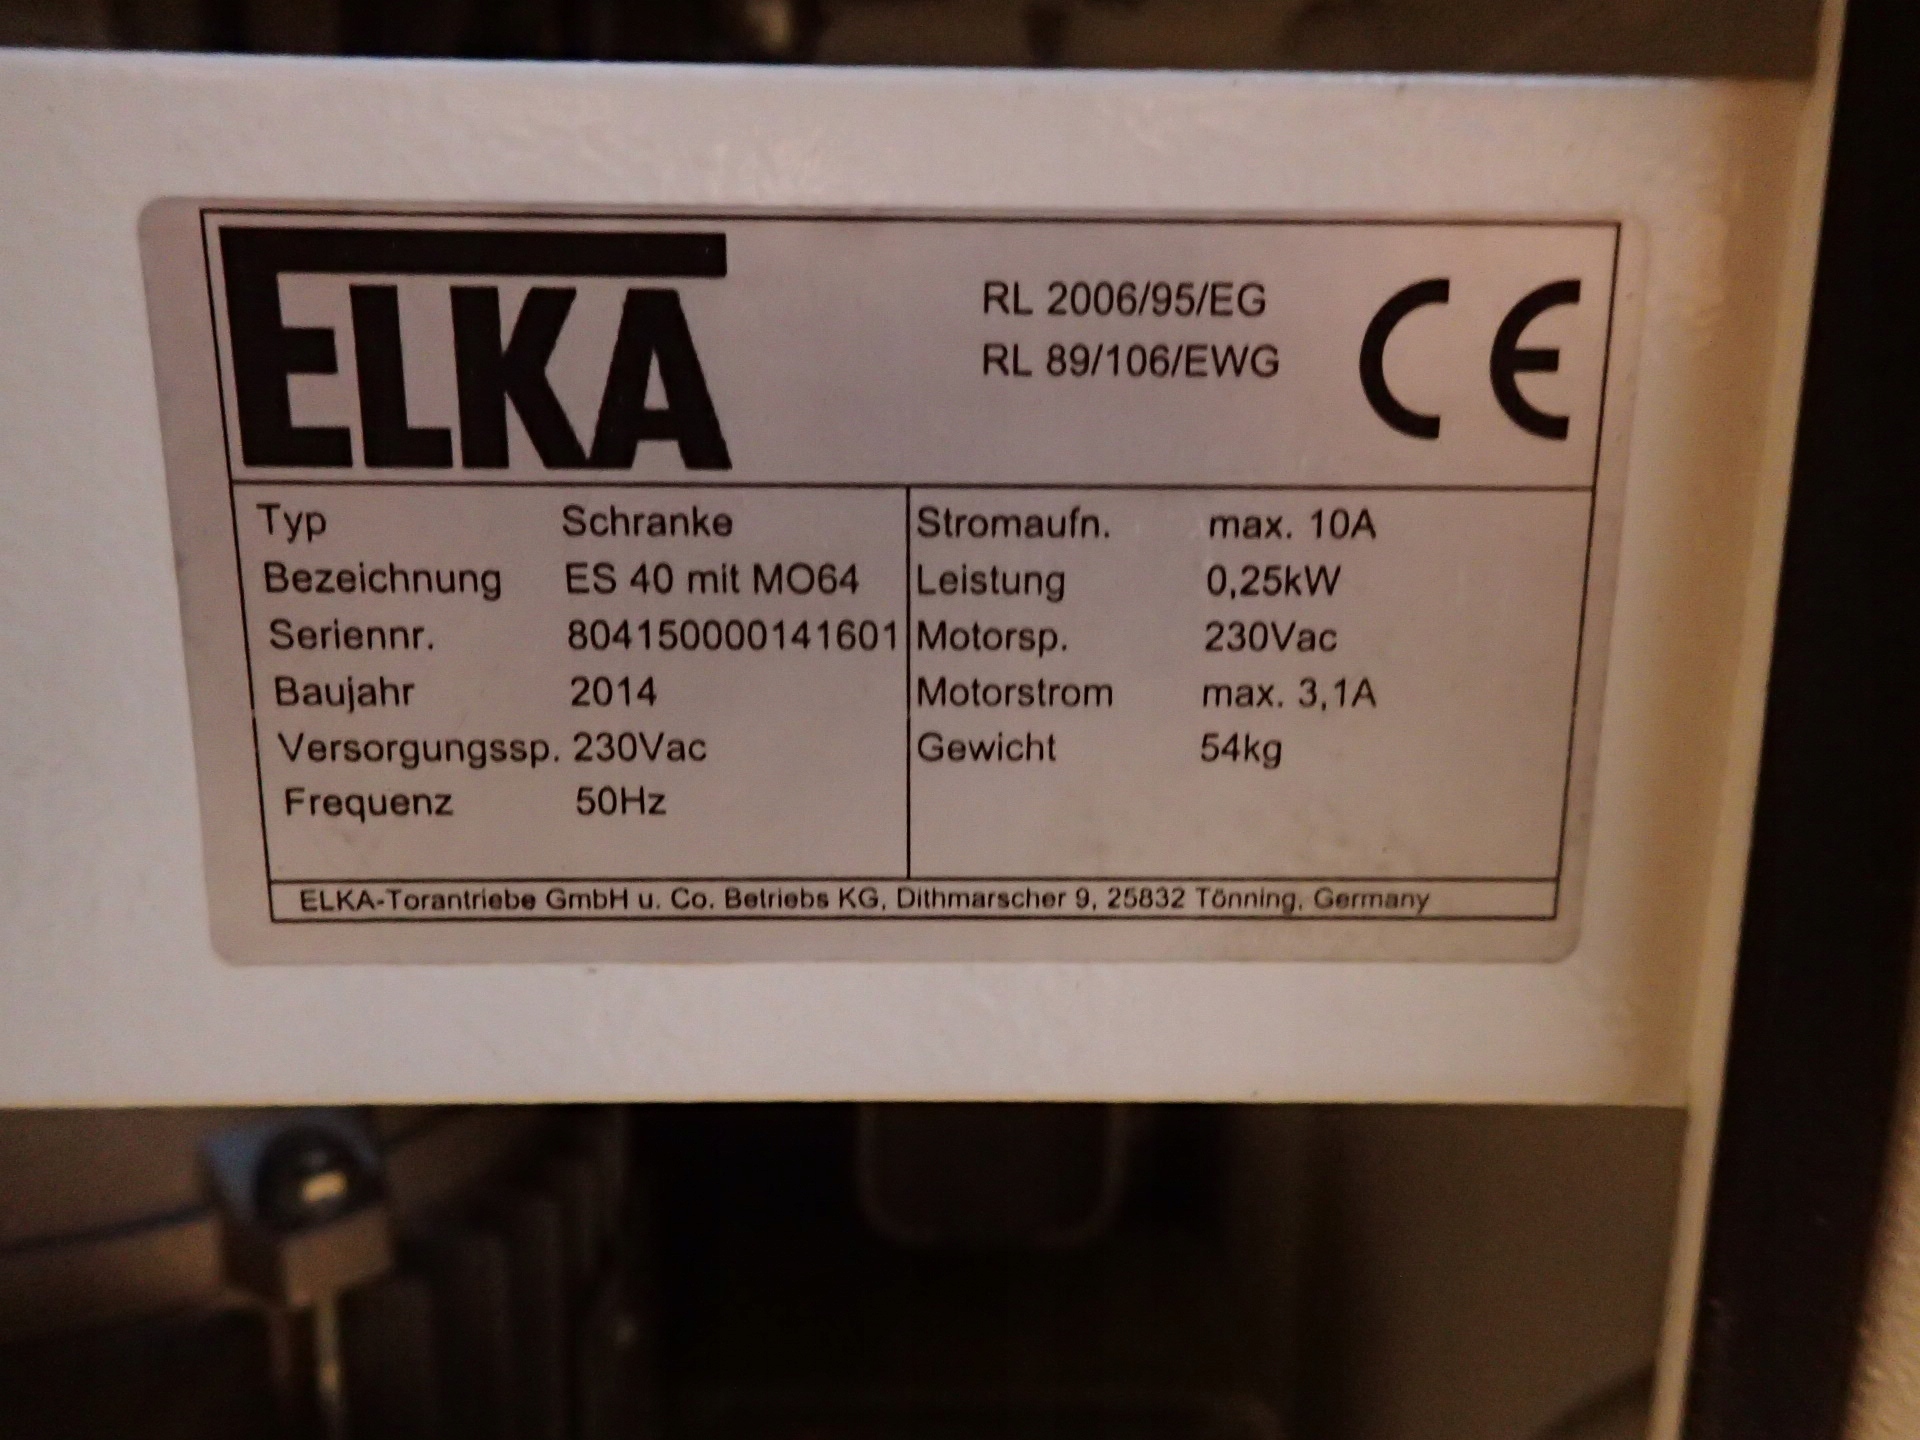 ELKA
RL 2006/95/EG
RL 89/106/EWG
CE
Typ Schranke
Bezeichnung ES 40 mit MO64
Seriennr. 804150000141601
Baujahr 2014
Versorgungssp. 230Vac
Frequenz 50Hz
Stromaufn. max. 10A
Leistung 0,25kW
Motorsp. 230Vac
Motorstrom max. 3,1A
Gewicht 54kg
ELKA-Torantriebe GmbH u. Co. Betriebs KG, Dithmarscher 9, 25832 Tönning, Germany